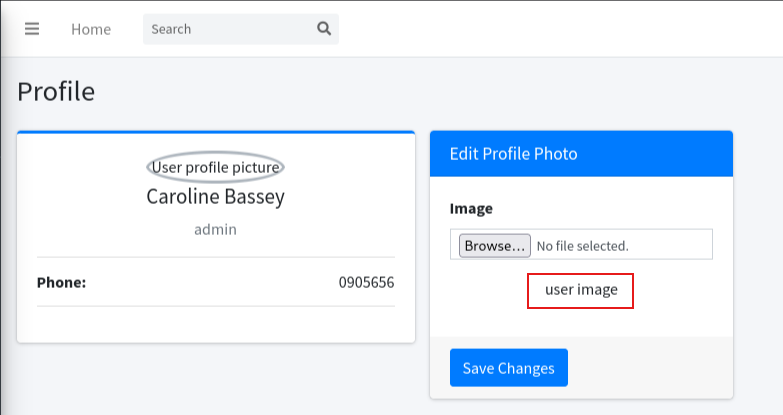 Home
Search
Profile
User profile picture
Caroline Bassey
admin
Phone: 0905656
Edit Profile Photo
Image
Browse... No file selected.
user image
Save Changes